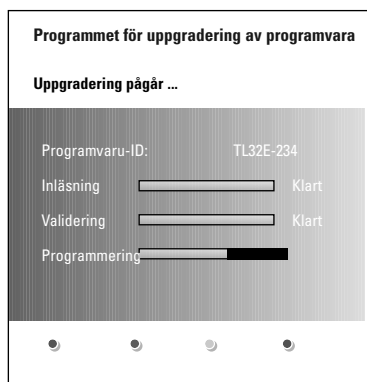 Programmet för uppgradering av programvara
Uppgradering pågår ...
Programvaru-ID: TL32E-234
Inläsning Klart
Validering Klart
Programmering